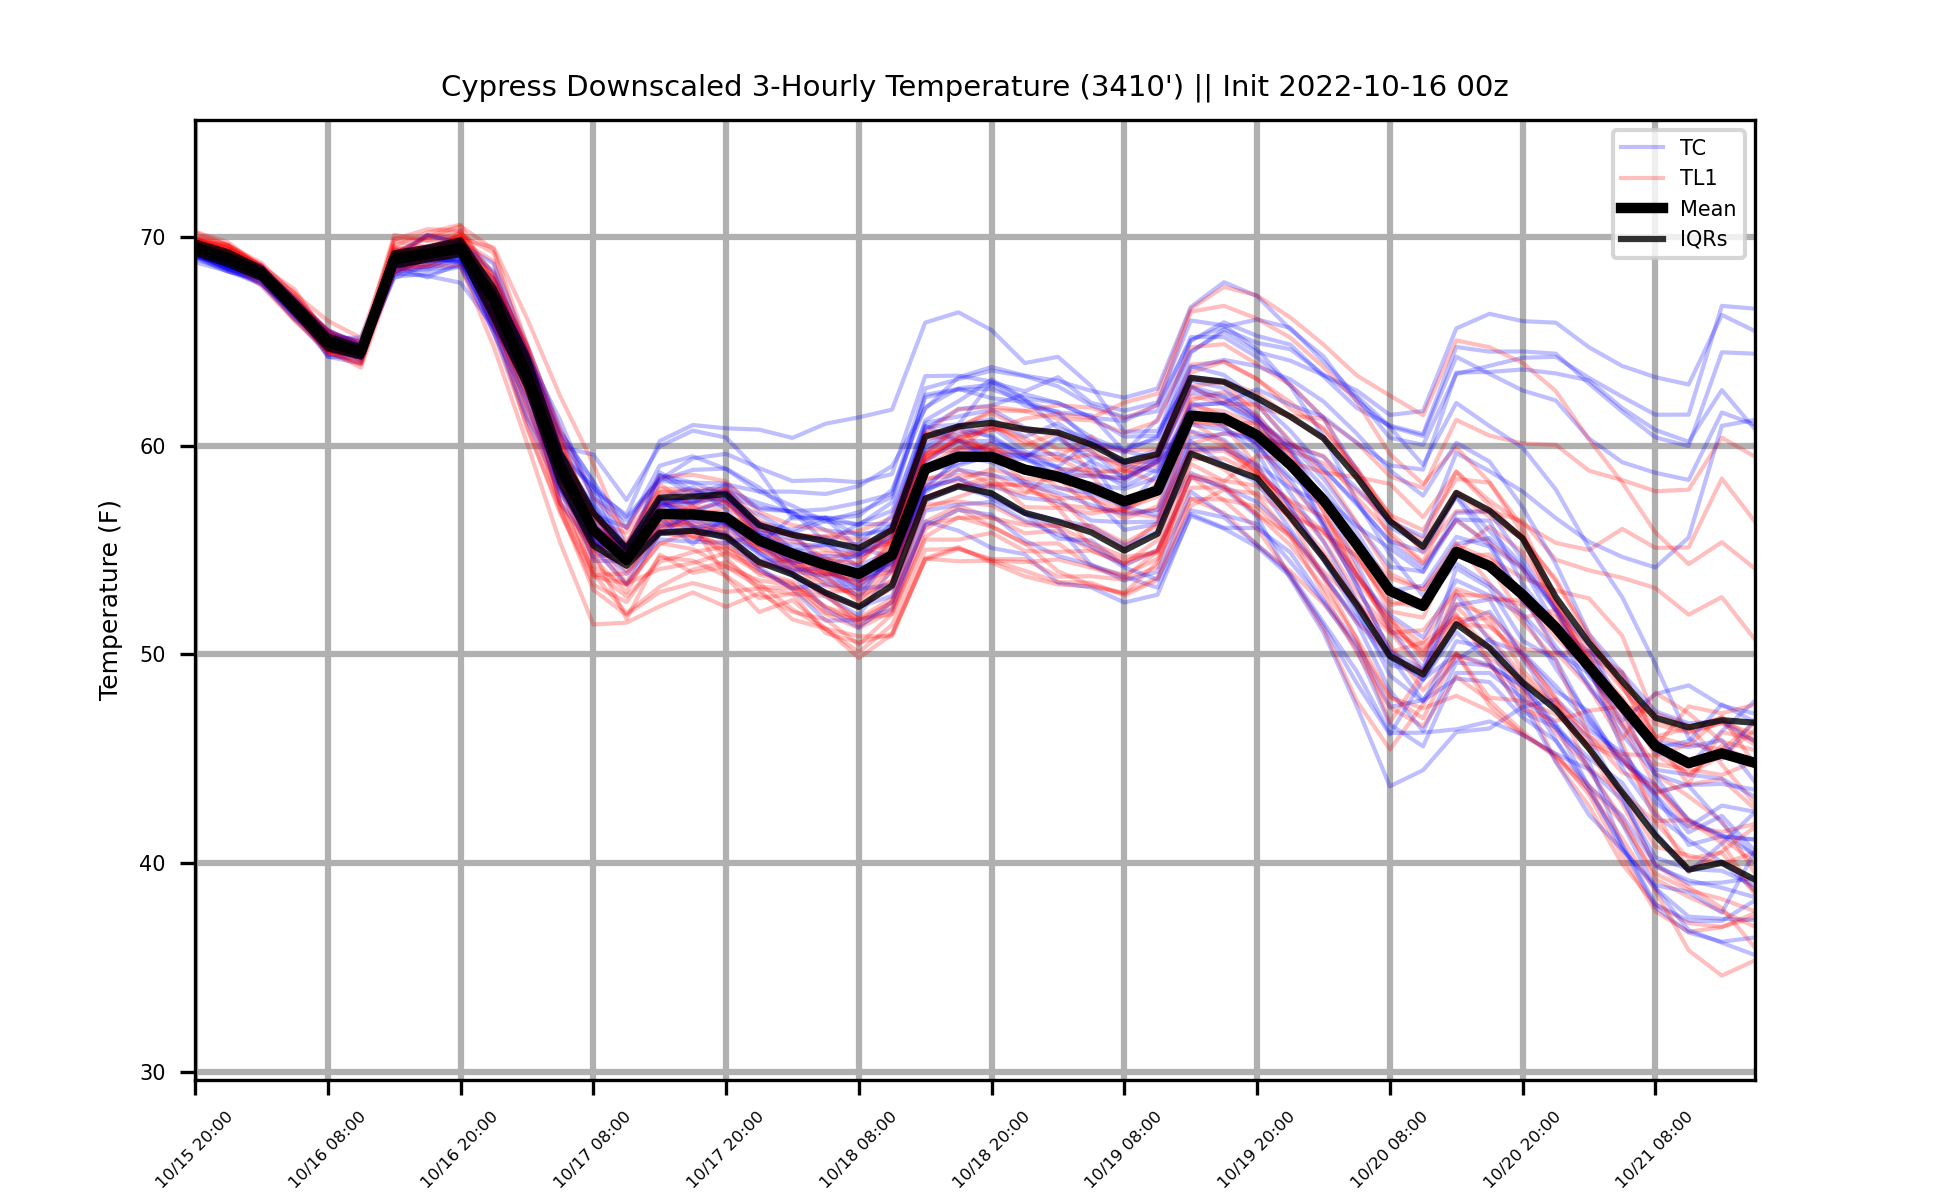 Cypress Downscaled 3-Hourly Temperature (3410') || Init 2022-10-16 00z
TC
TL1
Mean
IQRs
Temperature (F)
70
60
50
40
30
10/15 20:00
10/16 08:00
10/16 20:00
10/17 08:00
10/17 20:00
10/18 08:00
10/18 20:00
10/19 08:00
10/19 20:00
10/20 08:00
10/20 20:00
10/21 08:00